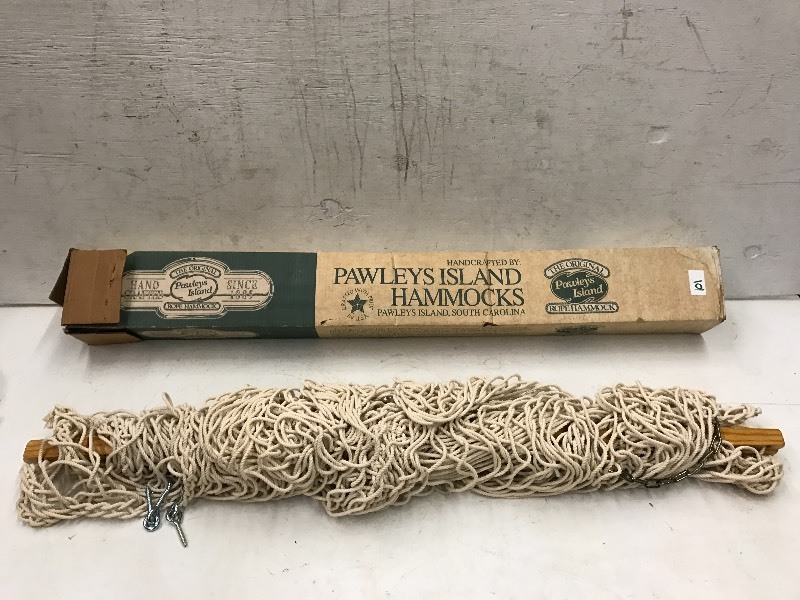 THE ORIGINAL
HAND
Pawleys
Island
SINCE
1889
ROPE HAMMOCK
HANDCRAFTED BY:
PAWLEYS ISLAND
HAMMOCKS
PAWLEYS ISLAND, SOUTH CAROLINA
THE ORIGINAL
Pawleys
Island
ROPE HAMMOCK